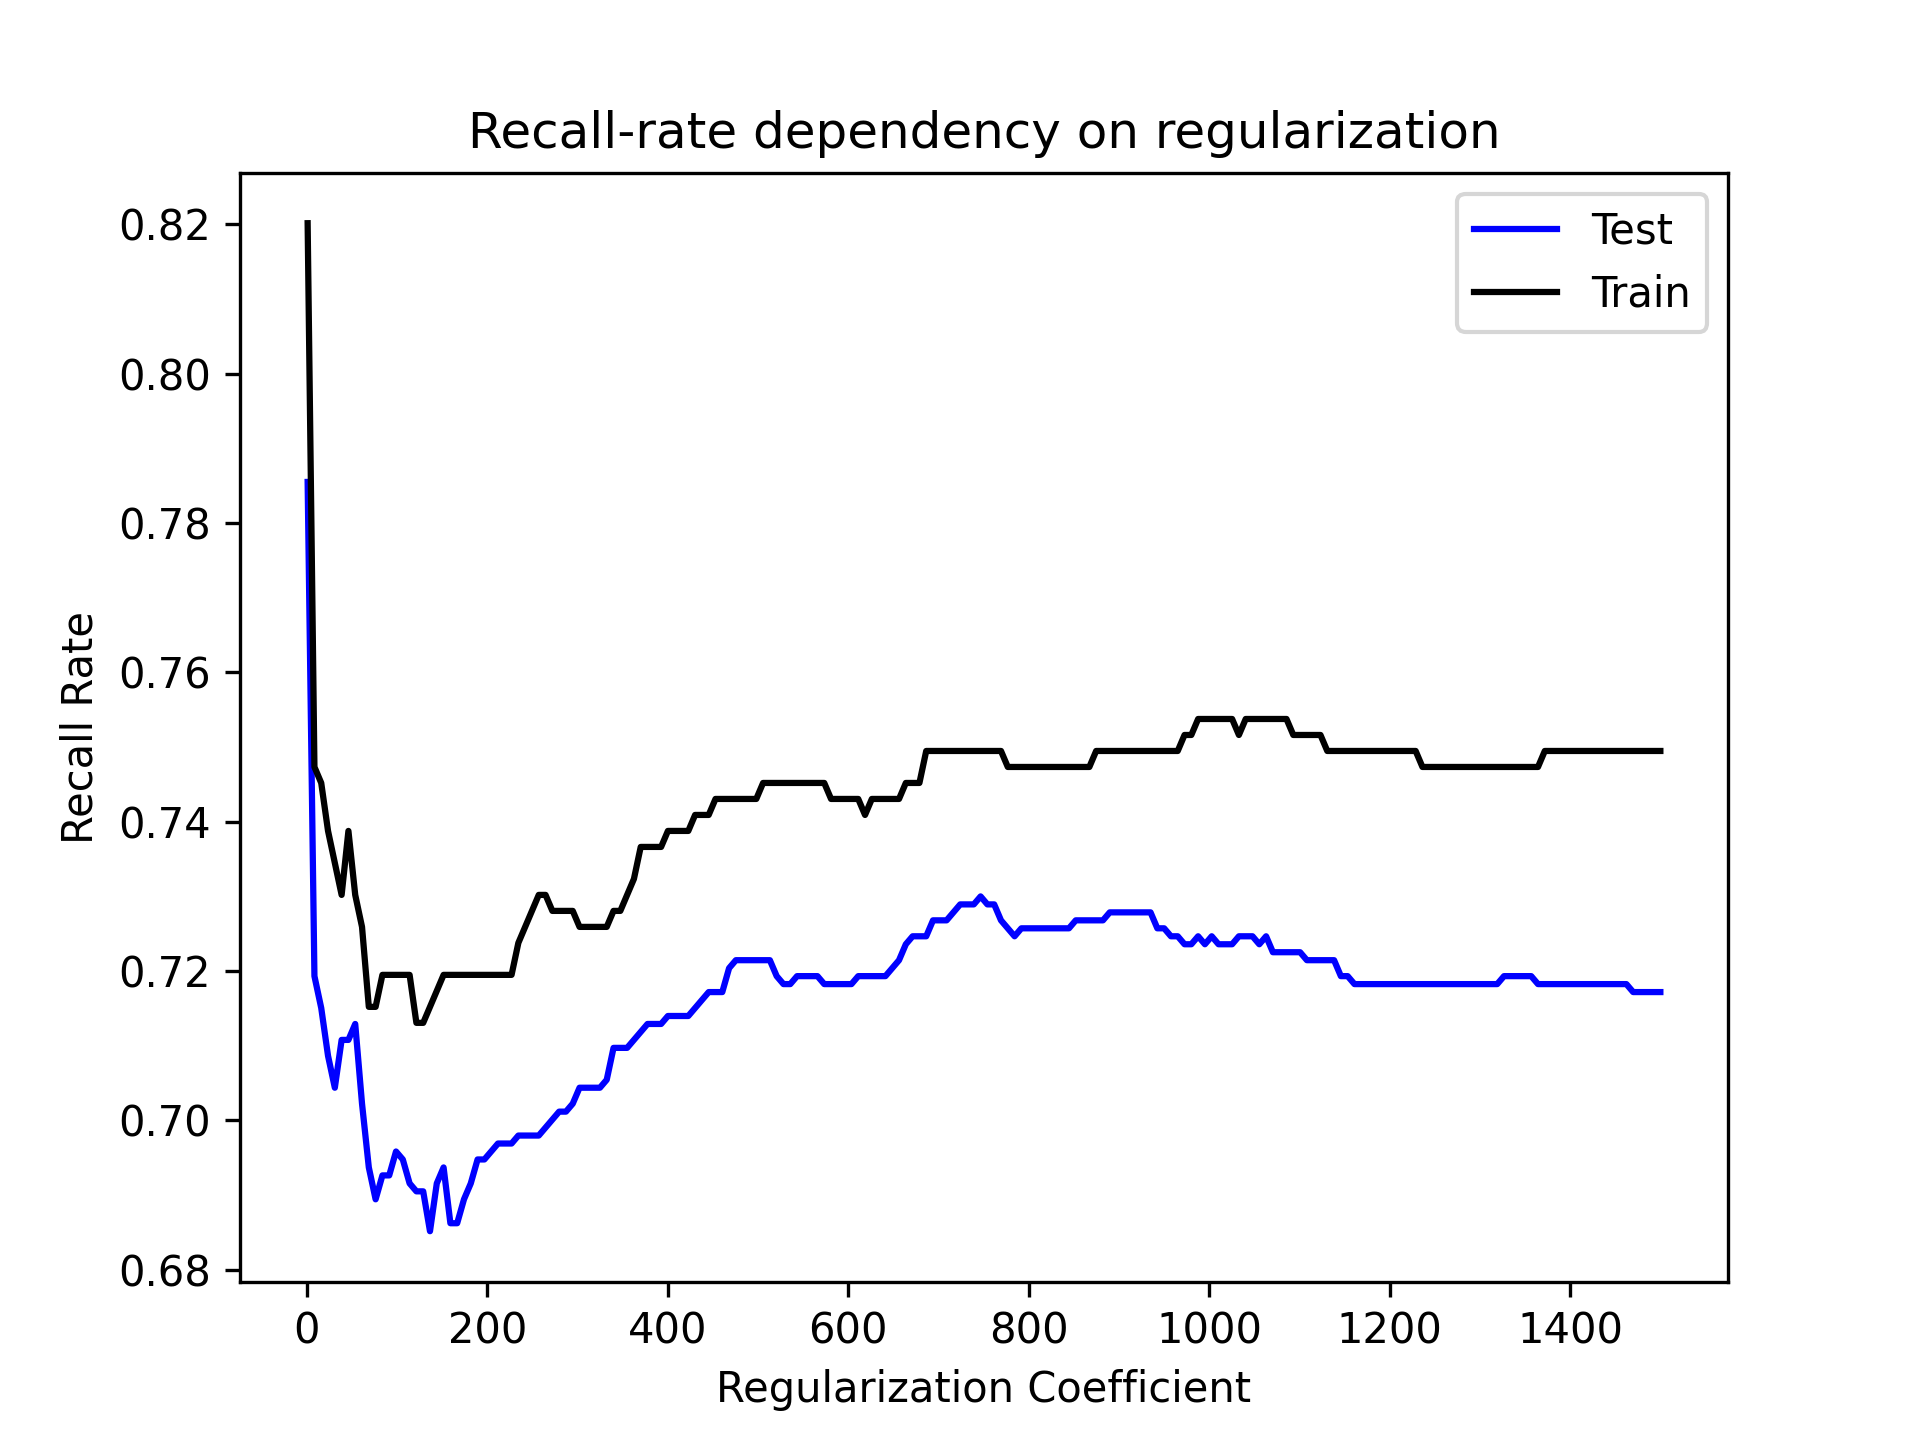 Recall-rate dependency on regularization
Test
Train
0.82
0.80
0.78
0.76
0.74
0.72
0.70
0.68
Recall Rate
0 200 400 600 800 1000 1200 1400
Regularization Coefficient